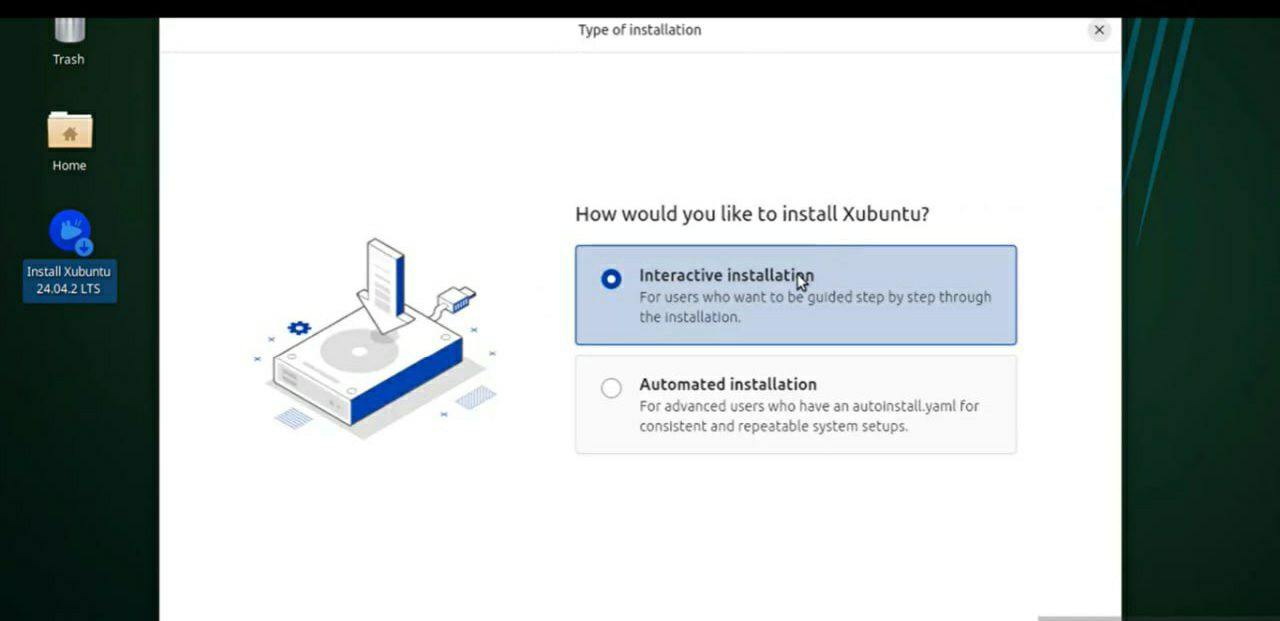 Type of installation
Trash
Home
Install Xubuntu
24.04.2 LTS
How would you like to install Xubuntu?
Interactive installation
For users who want to be guided step by step through
the installation.
Automated installation
For advanced users who have an autoinstall.yaml for
consistent and repeatable system setups.